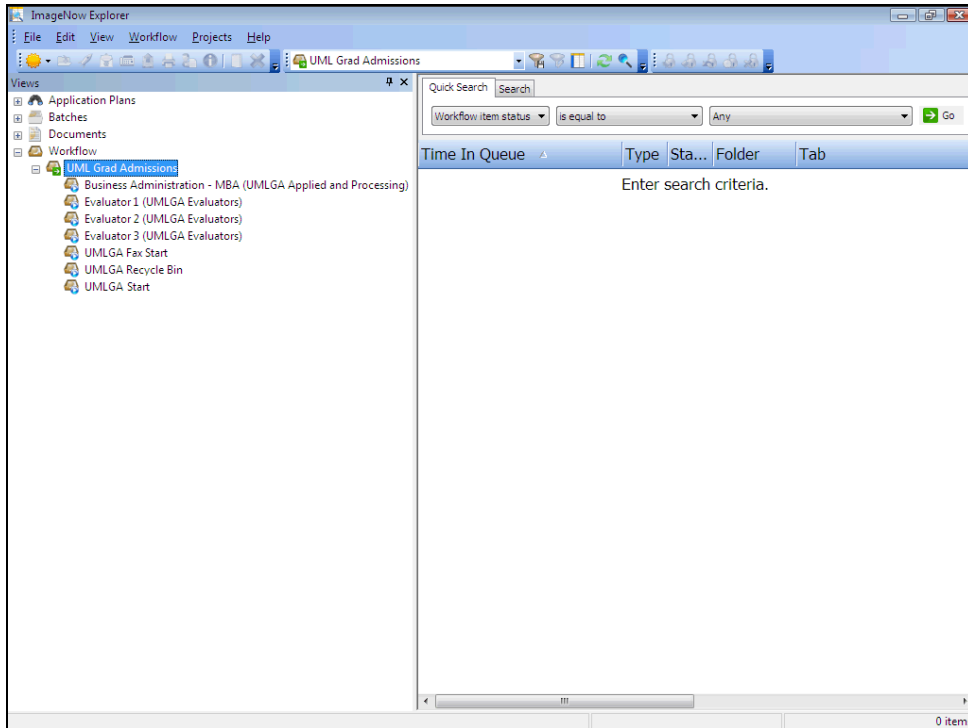 ImageNow Explorer
File Edit View Workflow Projects Help
UML Grad Admissions
Views
Quick Search Search
Application Plans
Batches
Documents
Workflow
UML Grad Admissions
Business Administration - MBA (UMLGA Applied and Processing)
Evaluator 1 (UMLGA Evaluators)
Evaluator 2 (UMLGA Evaluators)
Evaluator 3 (UMLGA Evaluators)
UMLGA Fax Start
UMLGA Recycle Bin
UMLGA Start
Workflow item status is equal to Any Go
Time In Queue Type Sta... Folder Tab
Enter search criteria.
0 item